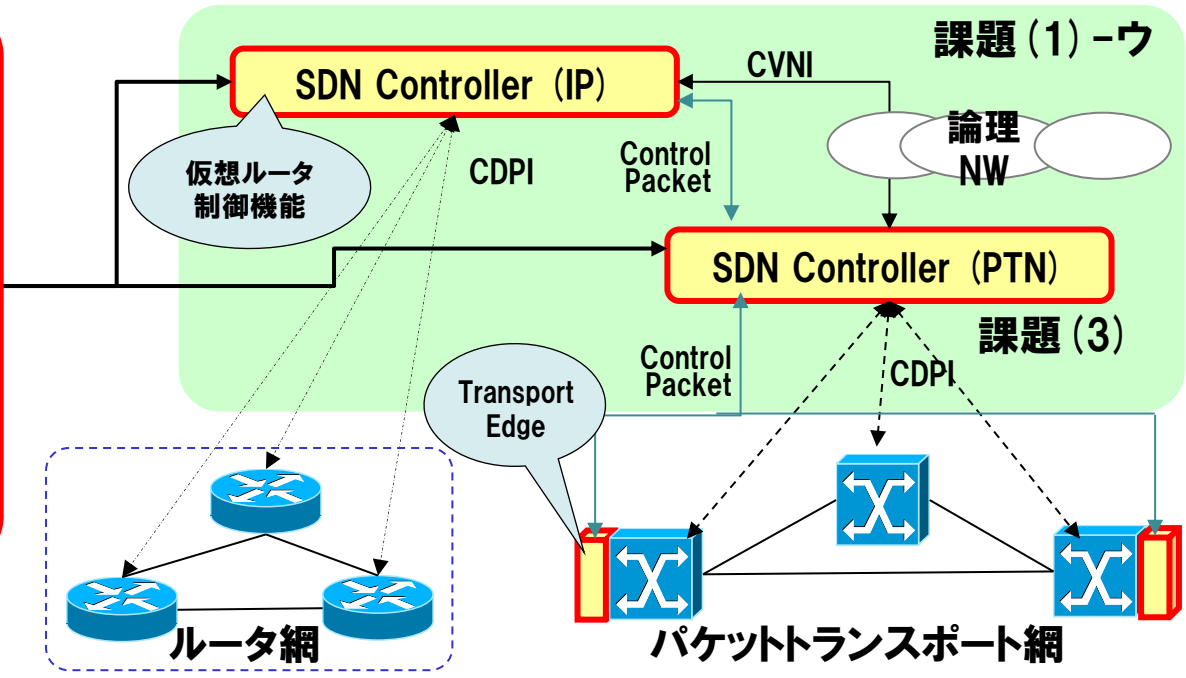 課題(1)-ウ
SDN Controller (IP)
CVNI
論理
NW
仮想ルータ
制御機能
CDPI
Control
Packet
SDN Controller (PTN)
課題(3)
Control
Packet
CDPI
Transport
Edge
ルータ網
パケットトランスポート網